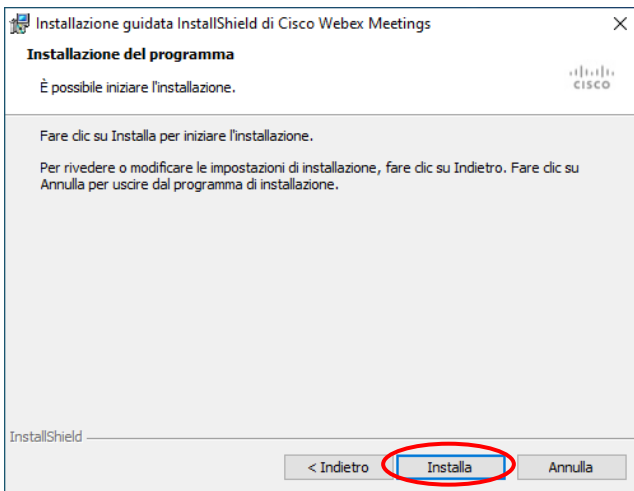 Installazione guidata InstallShield di Cisco Webex Meetings
Installazione del programma
È possibile iniziare l'installazione.
CISCO
Fare clic su Installa per iniziare l'installazione.
Per rivedere o modificare le impostazioni di installazione, fare clic su Indietro. Fare clic su
Annulla per uscire dal programma di installazione.
InstallShield
< Indietro
Installa
Annulla